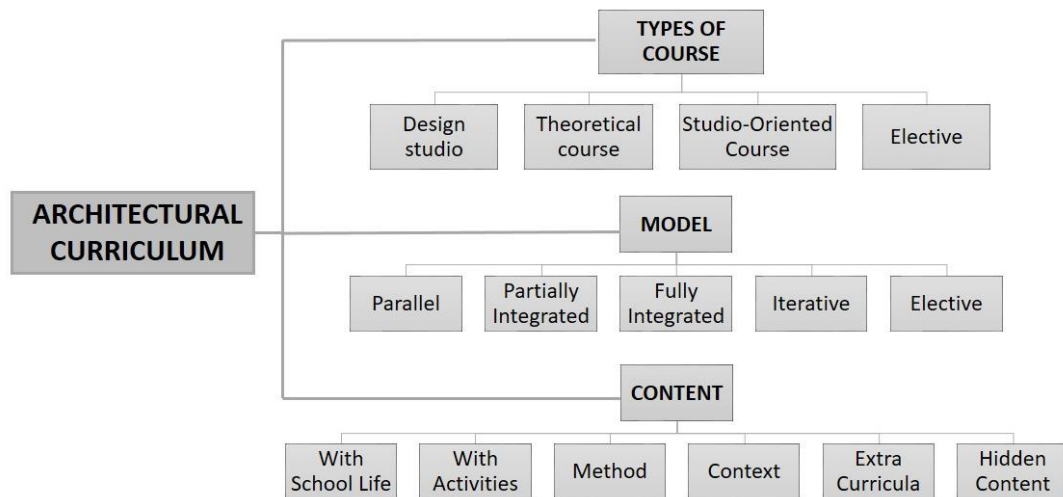 TYPES OF
COURSE
Design
studio
Theoretical
course
Studio-Oriented
Course
Elective
ARCHITECTURAL
CURRICULUM
MODEL
Parallel
Partially
Integrated
Fully
Integrated
Iterative
Elective
CONTENT
With
School Life
With
Activities
Method
Context
Extra
Curricula
Hidden
Content